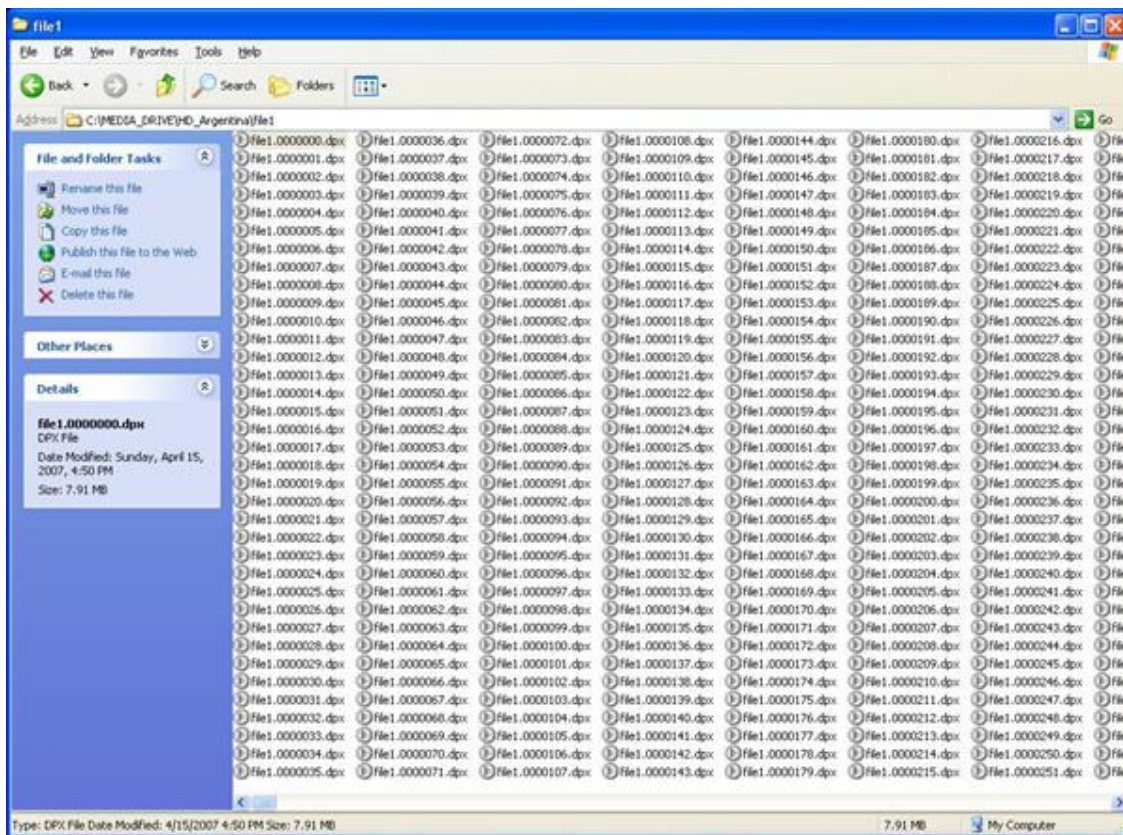 file1
File Edit View Favorites Tools Help
Back Search Folders
Address C:\MEDIA_DRIVE\HD_Argentina\file1 Go
File and Folder Tasks
Rename this file
Move this file
Copy this file
Publish this file to the Web
E-mail this file
Delete this file
Other Places
Details
file1.0000000.dpx
DPX File
Date Modified: Sunday, April 15,
2007, 4:50 PM
Size: 7.91 MB
file1.0000000.dpx file1.0000036.dpx file1.0000072.dpx file1.0000108.dpx file1.0000144.dpx file1.0000180.dpx file1.0000216.dpx
file1.0000001.dpx file1.0000037.dpx file1.0000073.dpx file1.0000109.dpx file1.0000145.dpx file1.0000181.dpx file1.0000217.dpx
file1.0000002.dpx file1.0000038.dpx file1.0000074.dpx file1.0000110.dpx file1.0000146.dpx file1.0000182.dpx file1.0000218.dpx
file1.0000003.dpx file1.0000039.dpx file1.0000075.dpx file1.0000111.dpx file1.0000147.dpx file1.0000183.dpx file1.0000219.dpx
file1.0000004.dpx file1.0000040.dpx file1.0000076.dpx file1.0000112.dpx file1.0000148.dpx file1.0000184.dpx file1.0000220.dpx
file1.0000005.dpx file1.0000041.dpx file1.0000077.dpx file1.0000113.dpx file1.0000149.dpx file1.0000185.dpx file1.0000221.dpx
file1.0000006.dpx file1.0000042.dpx file1.0000078.dpx file1.0000114.dpx file1.0000150.dpx file1.0000186.dpx file1.0000222.dpx
file1.0000007.dpx file1.0000043.dpx file1.0000079.dpx file1.0000115.dpx file1.0000151.dpx file1.0000187.dpx file1.0000223.dpx
file1.0000008.dpx file1.0000044.dpx file1.0000080.dpx file1.0000116.dpx file1.0000152.dpx file1.0000188.dpx file1.0000224.dpx
file1.0000009.dpx file1.0000045.dpx file1.0000081.dpx file1.0000117.dpx file1.0000153.dpx file1.0000189.dpx file1.0000225.dpx
file1.0000010.dpx file1.0000046.dpx file1.0000082.dpx file1.0000118.dpx file1.0000154.dpx file1.0000190.dpx file1.0000226.dpx
file1.0000011.dpx file1.0000047.dpx file1.0000083.dpx file1.0000119.dpx file1.0000155.dpx file1.0000191.dpx file1.0000227.dpx
file1.0000012.dpx file1.0000048.dpx file1.0000084.dpx file1.0000120.dpx file1.0000156.dpx file1.0000192.dpx file1.0000228.dpx
file1.0000013.dpx file1.0000049.dpx file1.0000085.dpx file1.0000121.dpx file1.0000157.dpx file1.0000193.dpx file1.0000229.dpx
file1.0000014.dpx file1.0000050.dpx file1.0000086.dpx file1.0000122.dpx file1.0000158.dpx file1.0000194.dpx file1.0000230.dpx
file1.0000015.dpx file1.0000051.dpx file1.0000087.dpx file1.0000123.dpx file1.0000159.dpx file1.0000195.dpx file1.0000231.dpx
file1.0000016.dpx file1.0000052.dpx file1.0000088.dpx file1.0000124.dpx file1.0000160.dpx file1.0000196.dpx file1.0000232.dpx
file1.0000017.dpx file1.0000053.dpx file1.0000089.dpx file1.0000125.dpx file1.0000161.dpx file1.0000197.dpx file1.0000233.dpx
file1.0000018.dpx file1.0000054.dpx file1.0000090.dpx file1.0000126.dpx file1.0000162.dpx file1.0000198.dpx file1.0000234.dpx
file1.0000019.dpx file1.0000055.dpx file1.0000091.dpx file1.0000127.dpx file1.0000163.dpx file1.0000199.dpx file1.0000235.dpx
file1.0000020.dpx file1.0000056.dpx file1.0000092.dpx file1.0000128.dpx file1.0000164.dpx file1.0000200.dpx file1.0000236.dpx
file1.0000021.dpx file1.0000057.dpx file1.0000093.dpx file1.0000129.dpx file1.0000165.dpx file1.0000201.dpx file1.0000237.dpx
file1.0000022.dpx file1.0000058.dpx file1.0000094.dpx file1.0000130.dpx file1.0000166.dpx file1.0000202.dpx file1.0000238.dpx
file1.0000023.dpx file1.0000059.dpx file1.0000095.dpx file1.0000131.dpx file1.0000167.dpx file1.0000203.dpx file1.0000239.dpx
file1.0000024.dpx file1.0000060.dpx file1.0000096.dpx file1.0000132.dpx file1.0000168.dpx file1.0000204.dpx file1.0000240.dpx
file1.0000025.dpx file1.0000061.dpx file1.0000097.dpx file1.0000133.dpx file1.0000169.dpx file1.0000205.dpx file1.0000241.dpx
file1.0000026.dpx file1.0000062.dpx file1.0000098.dpx file1.0000134.dpx file1.0000170.dpx file1.0000206.dpx file1.0000242.dpx
file1.0000027.dpx file1.0000063.dpx file1.0000099.dpx file1.0000135.dpx file1.0000171.dpx file1.0000207.dpx file1.0000243.dpx
file1.0000028.dpx file1.0000064.dpx file1.0000100.dpx file1.0000136.dpx file1.0000172.dpx file1.0000208.dpx file1.0000244.dpx
file1.0000029.dpx file1.0000065.dpx file1.0000101.dpx file1.0000137.dpx file1.0000173.dpx file1.0000209.dpx file1.0000245.dpx
file1.0000030.dpx file1.0000066.dpx file1.0000102.dpx file1.0000138.dpx file1.0000174.dpx file1.0000210.dpx file1.0000246.dpx
file1.0000031.dpx file1.0000067.dpx file1.0000103.dpx file1.0000139.dpx file1.0000175.dpx file1.0000211.dpx file1.0000247.dpx
file1.0000032.dpx file1.0000068.dpx file1.0000104.dpx file1.0000140.dpx file1.0000176.dpx file1.0000212.dpx file1.0000248.dpx
file1.0000033.dpx file1.0000069.dpx file1.0000105.dpx file1.0000141.dpx file1.0000177.dpx file1.0000213.dpx file1.0000249.dpx
file1.0000034.dpx file1.0000070.dpx file1.0000106.dpx file1.0000142.dpx file1.0000178.dpx file1.0000214.dpx file1.0000250.dpx
file1.0000035.dpx file1.0000071.dpx file1.0000107.dpx file1.0000143.dpx file1.0000179.dpx file1.0000215.dpx file1.0000251.dpx
Type: DPX File Date Modified: 4/15/2007 4:50 PM Size: 7.91 MB 7.91 MB My Computer